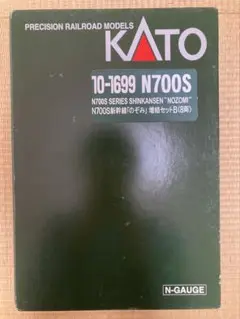 PRECISION RAILROAD MODELS
KATO
10-1699 N700S
N700S SERIES SHINKANSEN "NOZOMI"
N700S新幹線「のぞみ」増結セットB(8両)
N-GAUGE